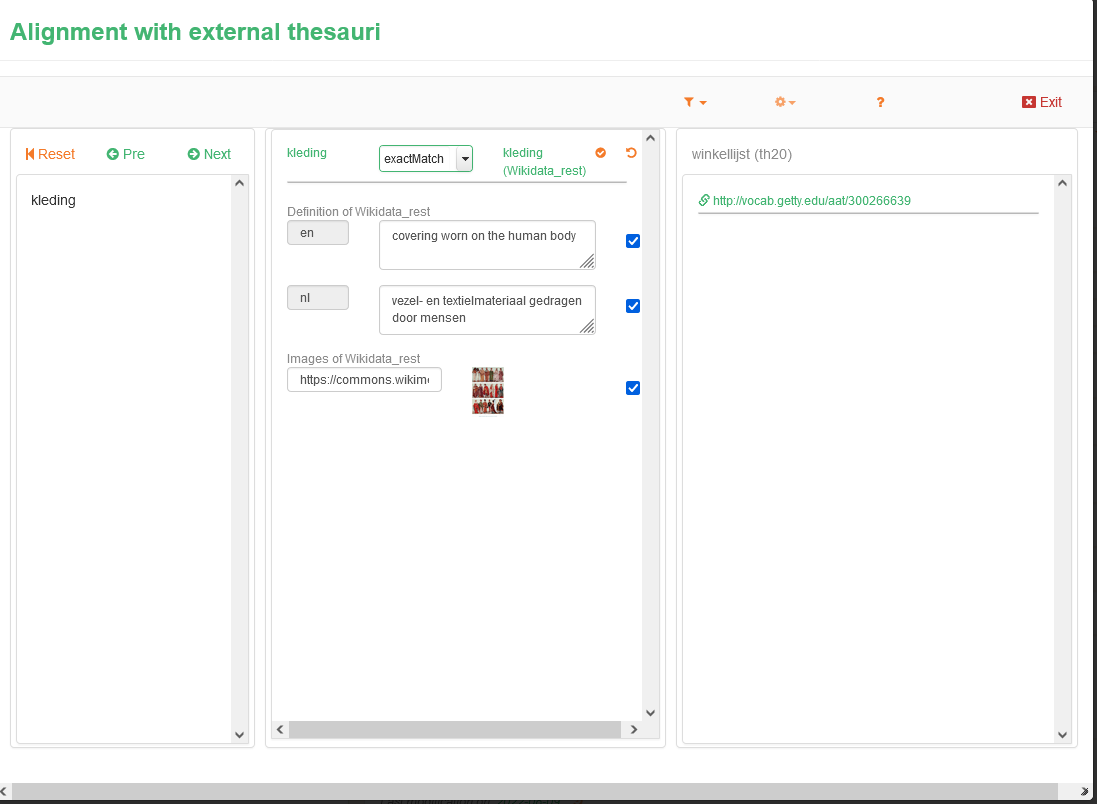 Alignment with external thesauri
? Exit
Reset Pre Next
kleding
kleding exactMatch kleding
(Wikidata_rest)
Definition of Wikidata_rest
en covering worn on the human body
nl vezel- en textielmateriaal gedragen
door mensen
Images of Wikidata_rest
https://commons.wikime
winkellijst (th20)
http://vocab.getty.edu/aat/300266639